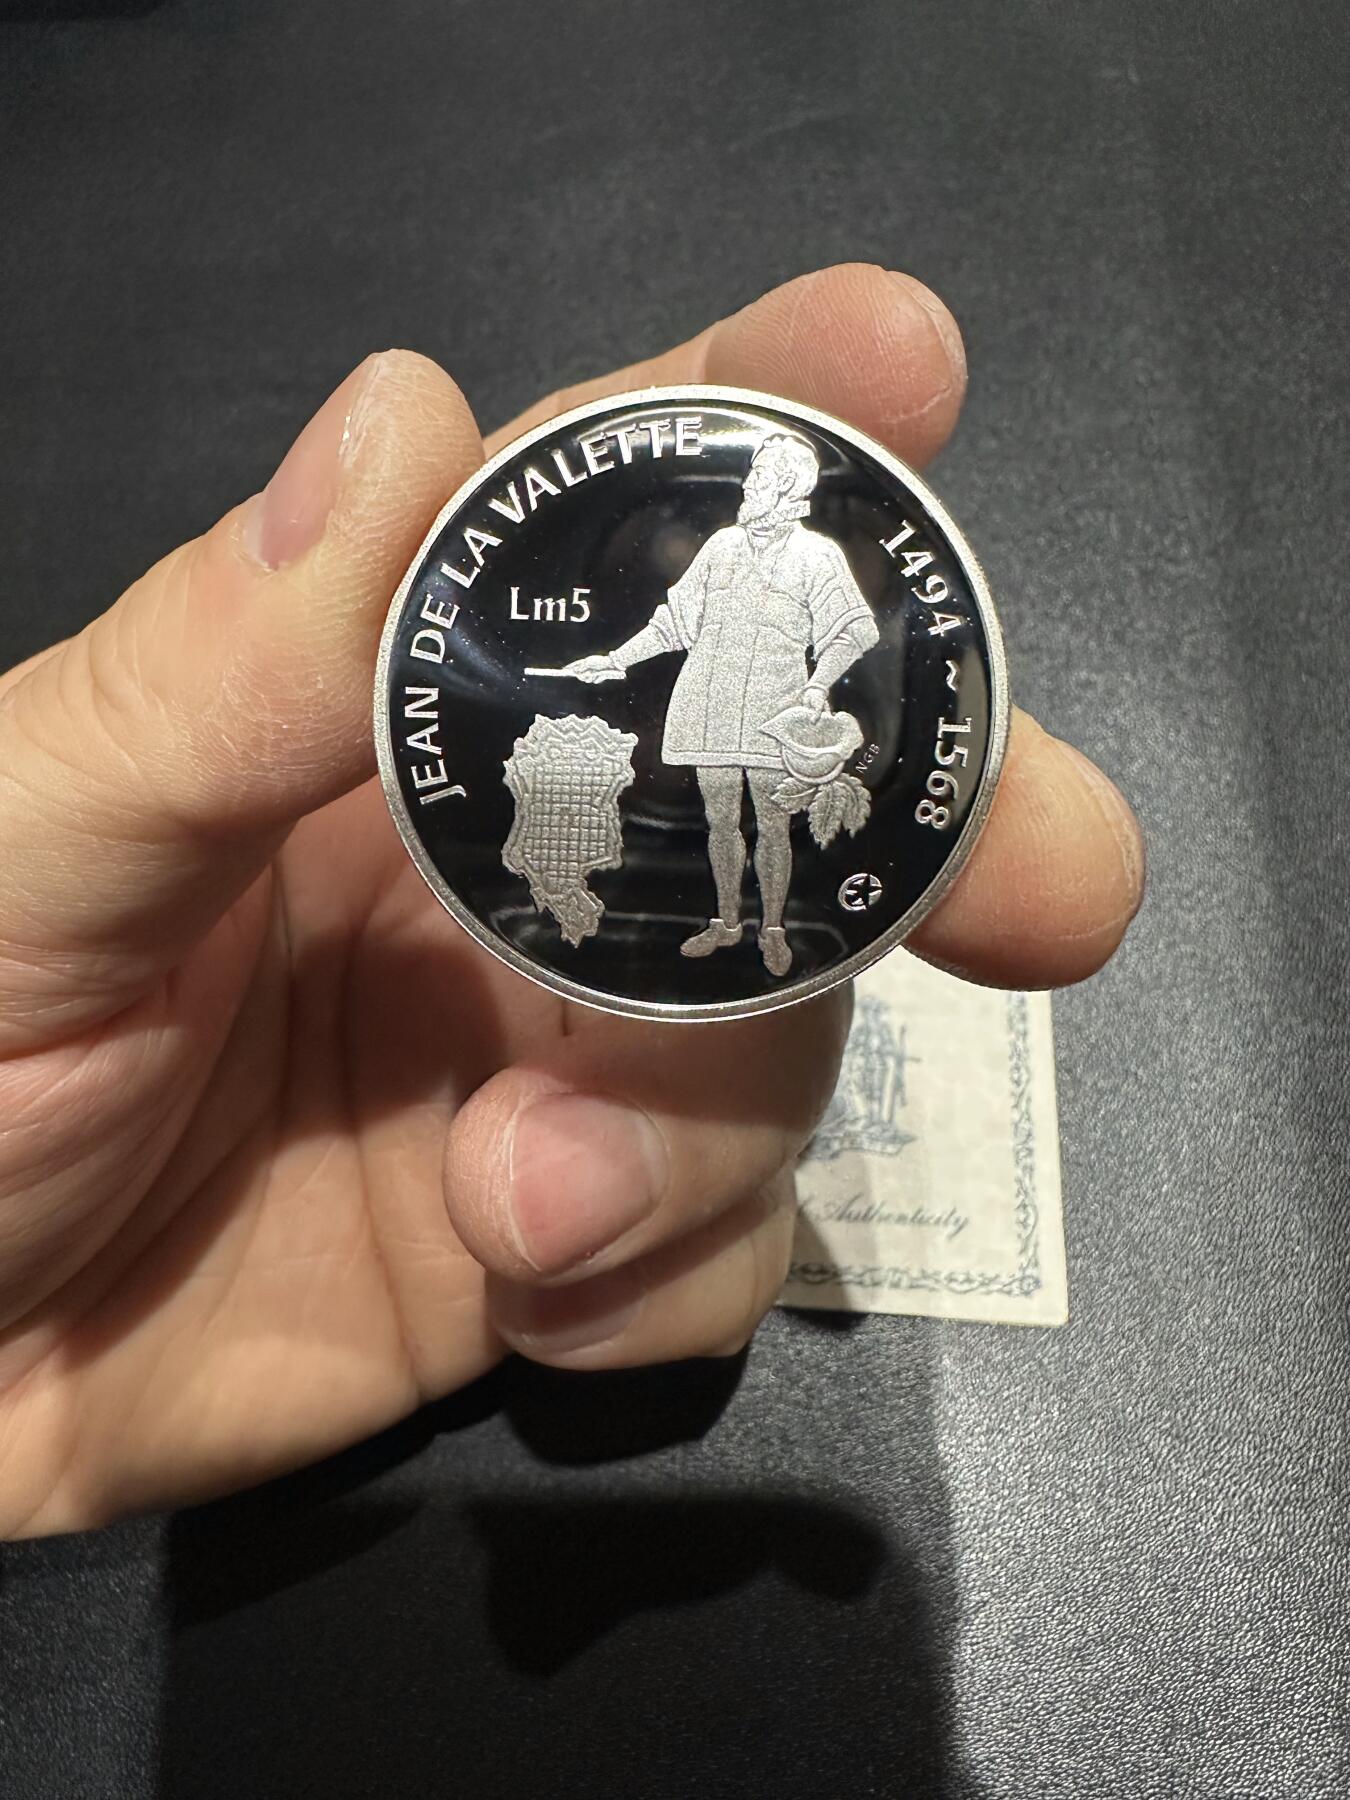 JEAN DE LA VALETTE
1494 ~ 1568
Lm5
NGB
Authenticity